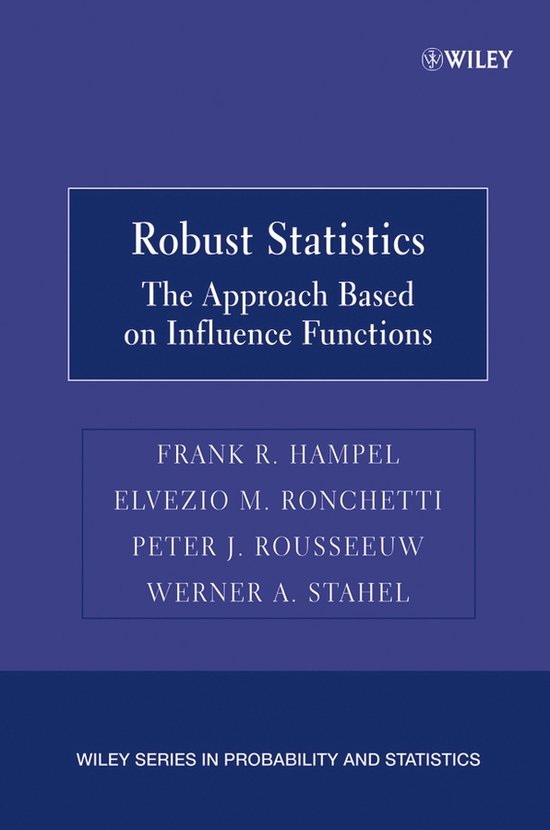 WILEY
Robust Statistics
The Approach Based
on Influence Functions
FRANK R. HAMPEL
ELVEZIO M. RONCHETTI
PETER J. ROUSSEEUW
WERNER A. STAHEL
WILEY SERIES IN PROBABILITY AND STATISTICS